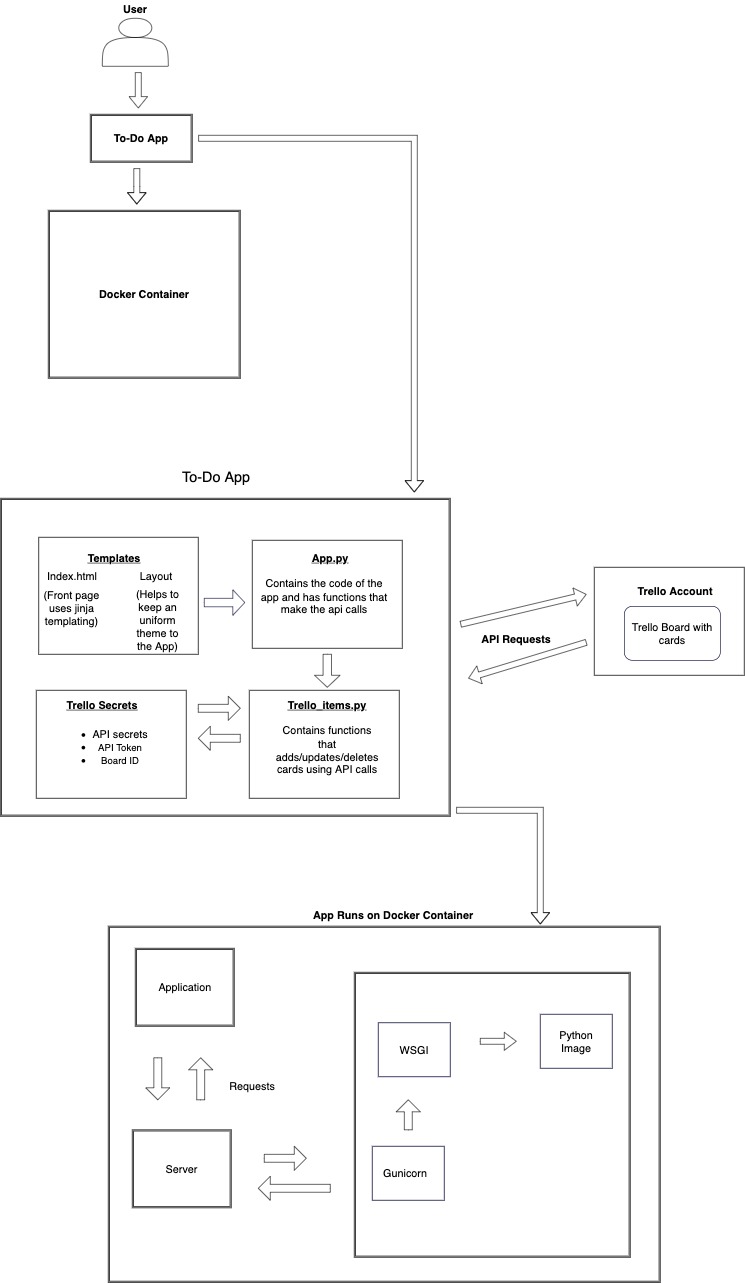 User
To-Do App
Docker Container
To-Do App
Templates
Index.html
(Front page
uses jinja
templating)
Layout
(Helps to
keep an
uniform
theme to
the App)
App.py
Contains the code of the
app and has functions that
make the api calls
Trello Account
Trello Board with
cards
API Requests
Trello Secrets
• API secrets
• API Token
• Board ID
Trello_items.py
Contains functions
that
adds/updates/deletes
cards using API calls
App Runs on Docker Container
Application
Requests
Server
WSGI
Python
Image
Gunicorn